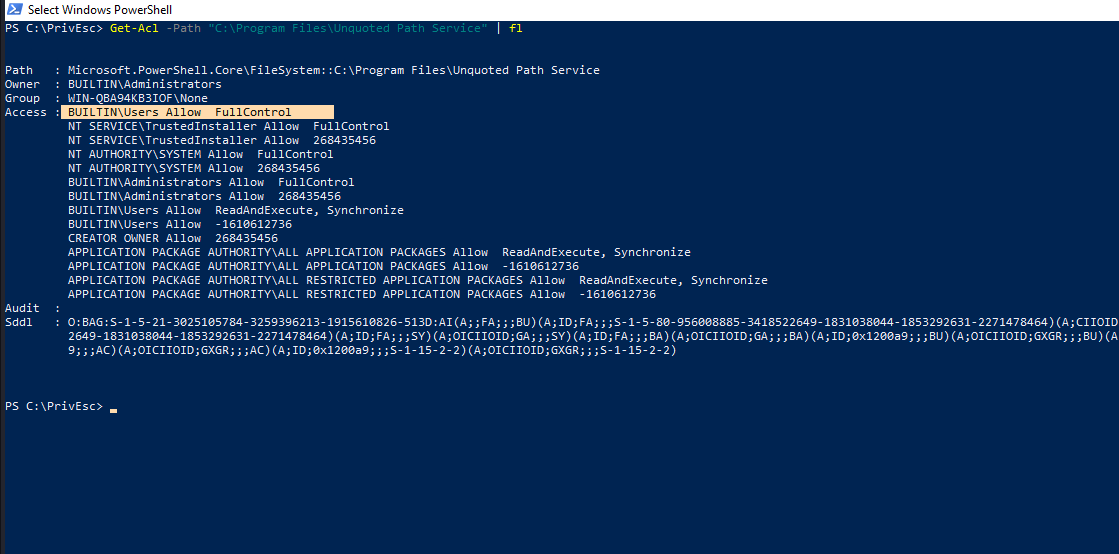 Select Windows PowerShell
PS C:\PrivEsc> Get-Acl -Path "C:\Program Files\Unquoted Path Service" | fl
Path   : Microsoft.PowerShell.Core\FileSystem::C:\Program Files\Unquoted Path Service
Owner  : BUILTIN\Administrators
Group  : WIN-QBA94KB3IOF\None
Access : BUILTIN\Users Allow  FullControl
NT SERVICE\TrustedInstaller Allow  FullControl
NT SERVICE\TrustedInstaller Allow  268435456
NT AUTHORITY\SYSTEM Allow  FullControl
NT AUTHORITY\SYSTEM Allow  268435456
BUILTIN\Administrators Allow  FullControl
BUILTIN\Administrators Allow  268435456
BUILTIN\Users Allow  ReadAndExecute, Synchronize
BUILTIN\Users Allow  -1610612736
CREATOR OWNER Allow  268435456
APPLICATION PACKAGE AUTHORITY\ALL APPLICATION PACKAGES Allow  ReadAndExecute, Synchronize
APPLICATION PACKAGE AUTHORITY\ALL APPLICATION PACKAGES Allow  -1610612736
APPLICATION PACKAGE AUTHORITY\ALL RESTRICTED APPLICATION PACKAGES Allow  ReadAndExecute, Synchronize
APPLICATION PACKAGE AUTHORITY\ALL RESTRICTED APPLICATION PACKAGES Allow  -1610612736
Audit  :
Sddl   : O:BAG:S-1-5-21-3025105784-3259396213-1915610826-513D:AI(A;;FA;;;BU)(A;ID;FA;;;S-1-5-80-956008885-3418522649-1831038044-1853292631-2271478464)(A;CIIOID
2649-1831038044-1853292631-2271478464)(A;ID;FA;;;SY)(A;OICIIOID;GA;;;SY)(A;ID;FA;;;BA)(A;OICIIOID;GA;;;BA)(A;ID;0x1200a9;;;BU)(A;OICIIOID;GXGR;;;BU)(A
9;;;AC)(A;OICIIOID;GXGR;;;AC)(A;ID;0x1200a9;;;S-1-15-2-2)(A;OICIIOID;GXGR;;;S-1-15-2-2)
PS C:\PrivEsc>